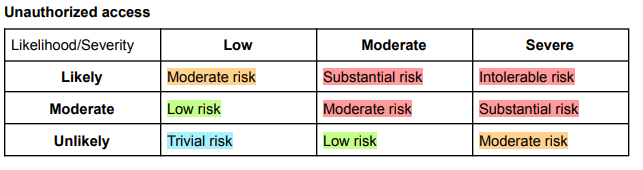 Unauthorized access
Likelihood/Severity Low Moderate Severe
Likely Moderate risk Substantial risk Intolerable risk
Moderate Low risk Moderate risk Substantial risk
Unlikely Trivial risk Low risk Moderate risk